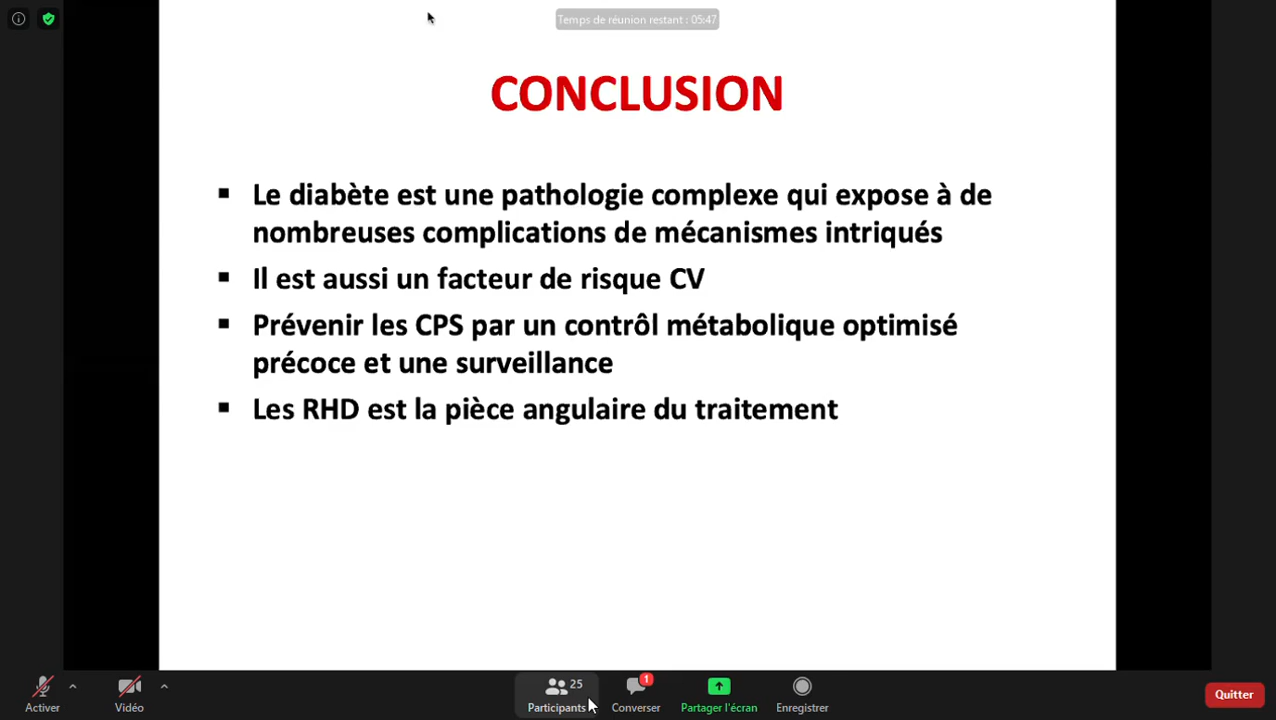 Temps de réunion restant : 05:47
CONCLUSION
▪ Le diabète est une pathologie complexe qui expose à de
nombreuses complications de mécanismes intriqués
▪ Il est aussi un facteur de risque CV
▪ Prévenir les CPS par un contrôl métabolique optimisé
précoce et une surveillance
▪ Les RHD est la pièce angulaire du traitement
25
1
Activer
Vidéo
Participants
Converser
Partager l'écran
Enregistrer
Quitter